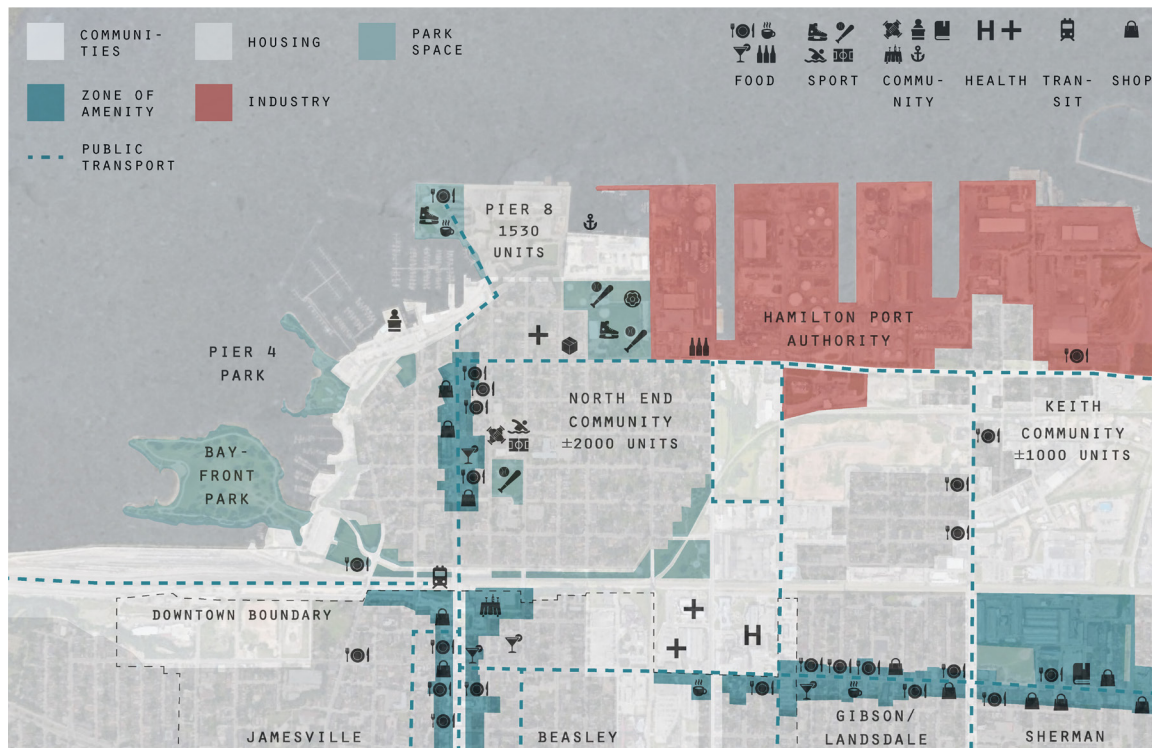 COMMUNI-
TIES
HOUSING
PARK
SPACE
ZONE OF
AMENITY
INDUSTRY
PUBLIC
TRANSPORT
FOOD
SPORT
COMMU-
NITY
HEALTH
TRAN-
SIT
SHOP
H
PIER 8
1530
UNITS
HAMILTON PORT
AUTHORITY
PIER 4
PARK
NORTH END
COMMUNITY
±2000 UNITS
KEITH
COMMUNITY
±1000 UNITS
BAY-
FRONT
PARK
DOWNTOWN BOUNDARY
H
JAMESVILLE
BEASLEY
GIBSON/
LANDSDALE
SHERMAN